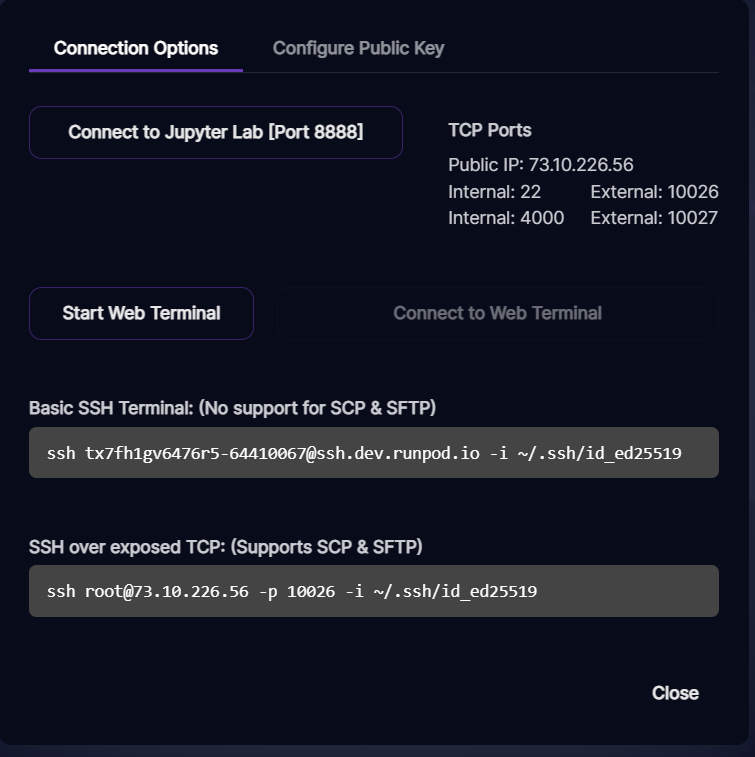 Connection Options
Configure Public Key
Connect to Jupyter Lab [Port 8888]
TCP Ports
Public IP: 73.10.226.56
Internal: 22 External: 10026
Internal: 4000 External: 10027
Start Web Terminal
Connect to Web Terminal
Basic SSH Terminal: (No support for SCP & SFTP)
ssh tx7fh1gv6476r5-64410067@ssh.dev.runpod.io -i ~/.ssh/id_ed25519
SSH over exposed TCP: (Supports SCP & SFTP)
ssh root@73.10.226.56 -p 10026 -i ~/.ssh/id_ed25519
Close